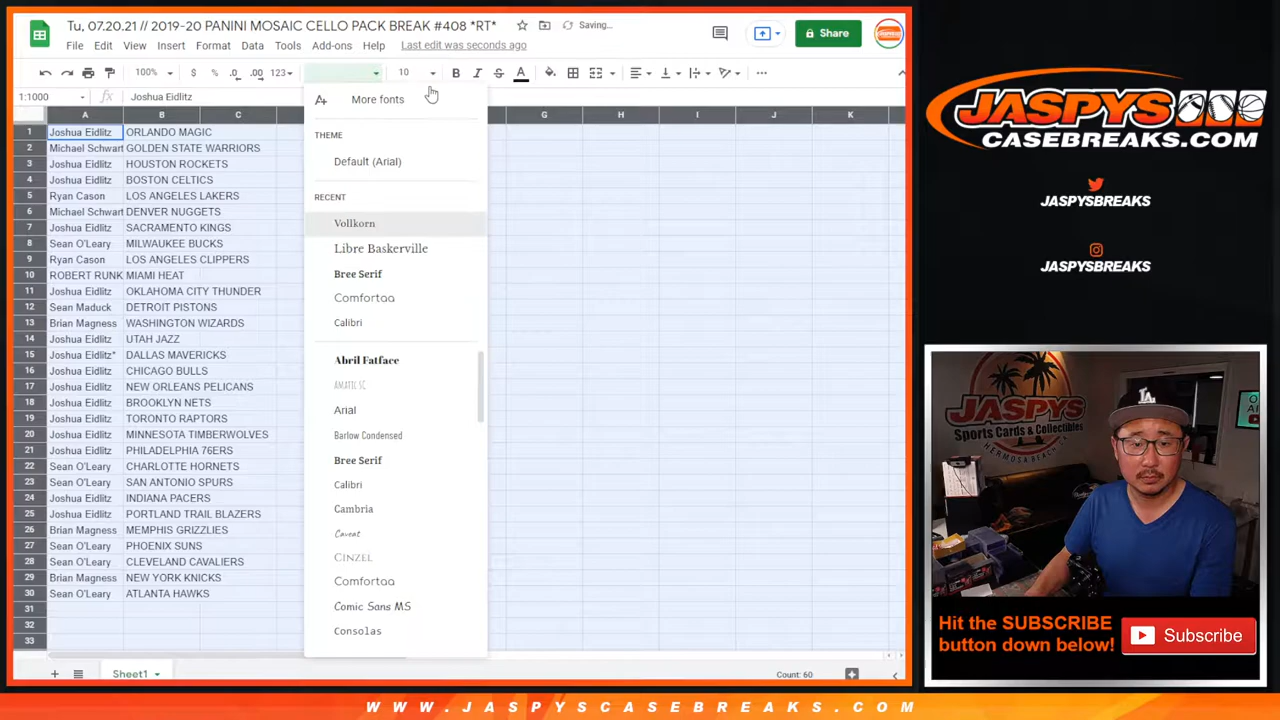 Tu, 07.20.21 // 2019-20 PANINI MOSAIC CELLO PACK BREAK #408 *RT*
Saving...
File Edit View Insert Format Data Tools Add-ons Help Last edit was seconds ago
Share
100% $ % .0 .00 123 10 B I S A
1:1000 fx Joshua Eidlitz
More fonts
THEME
Default (Arial)
RECENT
Vollkorn
Libre Baskerville
Bree Serif
Comfortaa
Calibri
Abril Fatface
AMATIC SC
Arial
Barlow Condensed
Bree Serif
Calibri
Cambria
Caveat
CINZEL
Comfortaa
Comic Sans MS
Consolas
A B C G H I J K
1 Joshua Eidlitz ORLANDO MAGIC
2 Michael Schwart GOLDEN STATE WARRIORS
3 Joshua Eidlitz HOUSTON ROCKETS
4 Joshua Eidlitz BOSTON CELTICS
5 Ryan Cason LOS ANGELES LAKERS
6 Michael Schwart DENVER NUGGETS
7 Joshua Eidlitz SACRAMENTO KINGS
8 Sean O'Leary MILWAUKEE BUCKS
9 Ryan Cason LOS ANGELES CLIPPERS
10 ROBERT RUNK MIAMI HEAT
11 Joshua Eidlitz OKLAHOMA CITY THUNDER
12 Sean Maduck DETROIT PISTONS
13 Brian Magness WASHINGTON WIZARDS
14 Joshua Eidlitz UTAH JAZZ
15 Joshua Eidlitz* DALLAS MAVERICKS
16 Joshua Eidlitz CHICAGO BULLS
17 Joshua Eidlitz NEW ORLEANS PELICANS
18 Joshua Eidlitz BROOKLYN NETS
19 Joshua Eidlitz TORONTO RAPTORS
20 Joshua Eidlitz MINNESOTA TIMBERWOLVES
21 Joshua Eidlitz PHILADELPHIA 76ERS
22 Sean O'Leary CHARLOTTE HORNETS
23 Sean O'Leary SAN ANTONIO SPURS
24 Joshua Eidlitz INDIANA PACERS
25 Joshua Eidlitz PORTLAND TRAIL BLAZERS
26 Brian Magness MEMPHIS GRIZZLIES
27 Sean O'Leary PHOENIX SUNS
28 Sean O'Leary CLEVELAND CAVALIERS
29 Brian Magness NEW YORK KNICKS
30 Sean O'Leary ATLANTA HAWKS
31
32
33
Sheet1
Count: 60
JASPYS
CASEBREAKS.COM
JASPYSBREAKS
JASPYSBREAKS
JASPYS
Sports Cards & Collectibles
HERMOSA BEACH, CA
LA
Hit the SUBSCRIBE
button down below!
Subscribe
WWW.JASPYSCASEBREAKS.COM